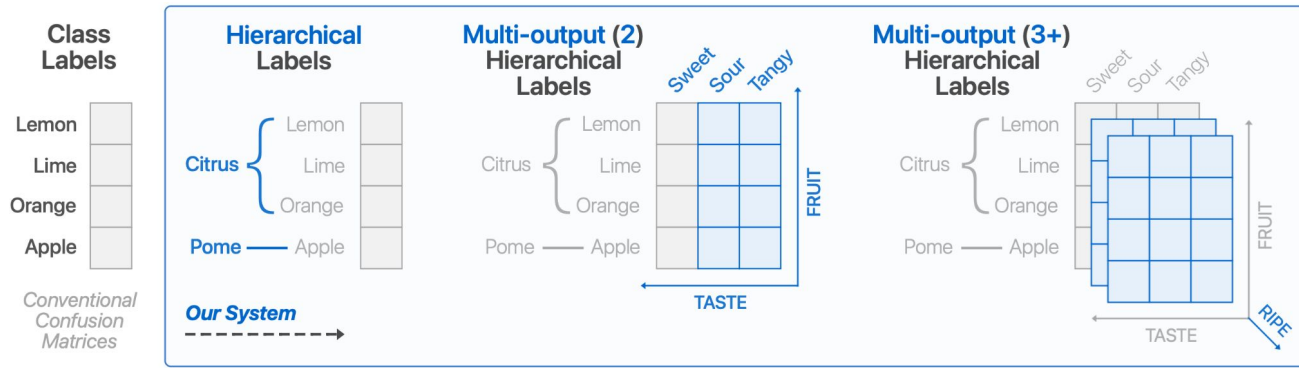 Class
Labels
Lemon
Lime
Orange
Apple
Conventional
Confusion
Matrices
Hierarchical
Labels
Citrus
Lemon
Lime
Orange
Pome
Apple
Our System
Multi-output (2)
Hierarchical
Labels
Sweet
Sour
Tangy
Citrus
Lemon
Lime
Orange
Pome
Apple
FRUIT
TASTE
Multi-output (3+)
Hierarchical
Labels
Sweet
Sour
Tangy
Citrus
Lemon
Lime
Orange
Pome
Apple
FRUIT
TASTE
RIPE